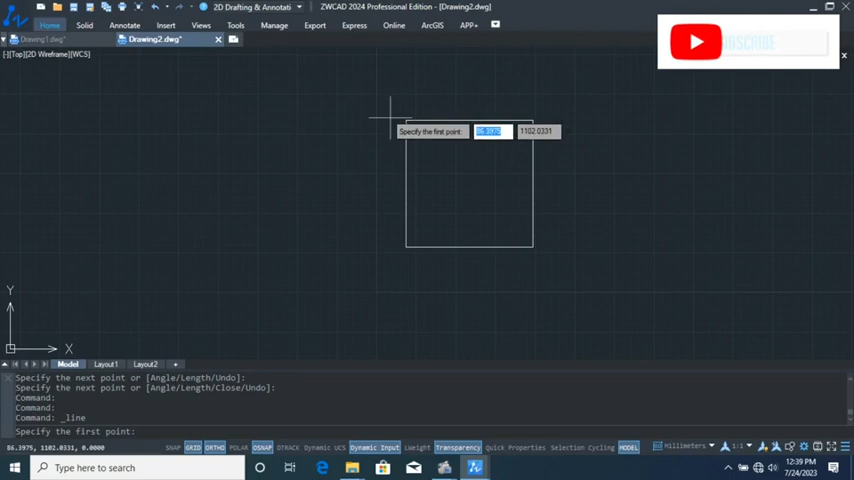 2D Drafting & Annotati
ZWCAD 2024 Professional Edition - [Drawing2.dwg]
Home Solid Annotate Insert Views Tools Manage Export Express Online ArcGIS APP+
SUBSCRIBE
Drawing1.dwg* Drawing2.dwg*
[-][Top][2D Wireframe][WCS]
Specify the first point: 86.3975 1102.0331
Y
X
Model Layout1 Layout2 +
Specify the next point or [Angle/Length/Undo]:
Specify the next point or [Angle/Length/Close/Undo]:
Command:
Command:
Command: _line
Specify the first point:
86.3975, 1102.0331, 0.0000 SNAP GRID ORTHO POLAR OSNAP OTRACK Dynamic UCS LWeight Dynamic Input Transparency Quick Properties Selection Cycling MODEL Millimeters 1:1
Type here to search
12:39 PM
7/24/2023